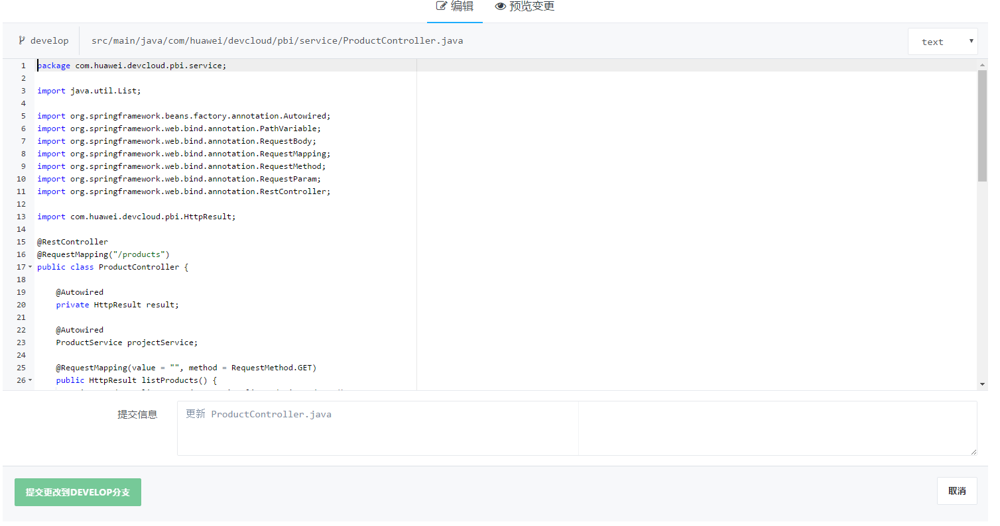 编辑 预览变更
develop src/main/java/com/huawei/devcloud/pbi/service/ProductController.java text
1 package com.huawei.devcloud.pbi.service;
2
3 import java.util.List;
4
5 import org.springframework.beans.factory.annotation.Autowired;
6 import org.springframework.web.bind.annotation.PathVariable;
7 import org.springframework.web.bind.annotation.RequestBody;
8 import org.springframework.web.bind.annotation.RequestMapping;
9 import org.springframework.web.bind.annotation.RequestMethod;
10 import org.springframework.web.bind.annotation.RequestParam;
11 import org.springframework.web.bind.annotation.RestController;
12
13 import com.huawei.devcloud.pbi.HttpResult;
14
15 @RestController
16 @RequestMapping("/products")
17 public class ProductController {
18
19 @Autowired
20 private HttpResult result;
21
22 @Autowired
23 ProductService projectService;
24
25 @RequestMapping(value = "", method = RequestMethod.GET)
26 public HttpResult listProducts() {
提交信息 更新 ProductController.java
提交更改到DEVELOP分支 取消